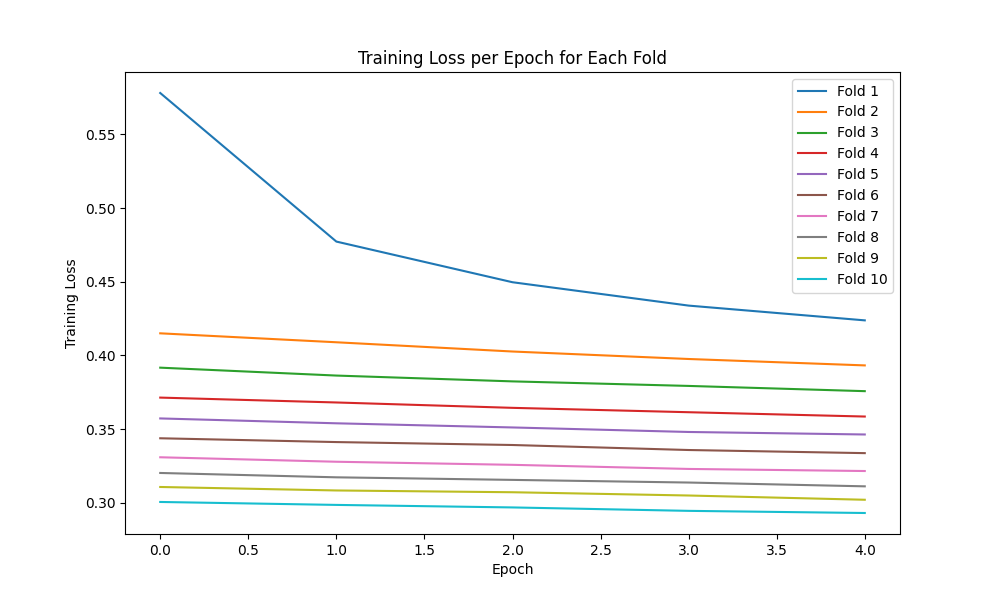 Training Loss per Epoch for Each Fold
Training Loss
0.55
0.50
0.45
0.40
0.35
0.30
Fold 1
Fold 2
Fold 3
Fold 4
Fold 5
Fold 6
Fold 7
Fold 8
Fold 9
Fold 10
0.0 0.5 1.0 1.5 2.0 2.5 3.0 3.5 4.0
Epoch